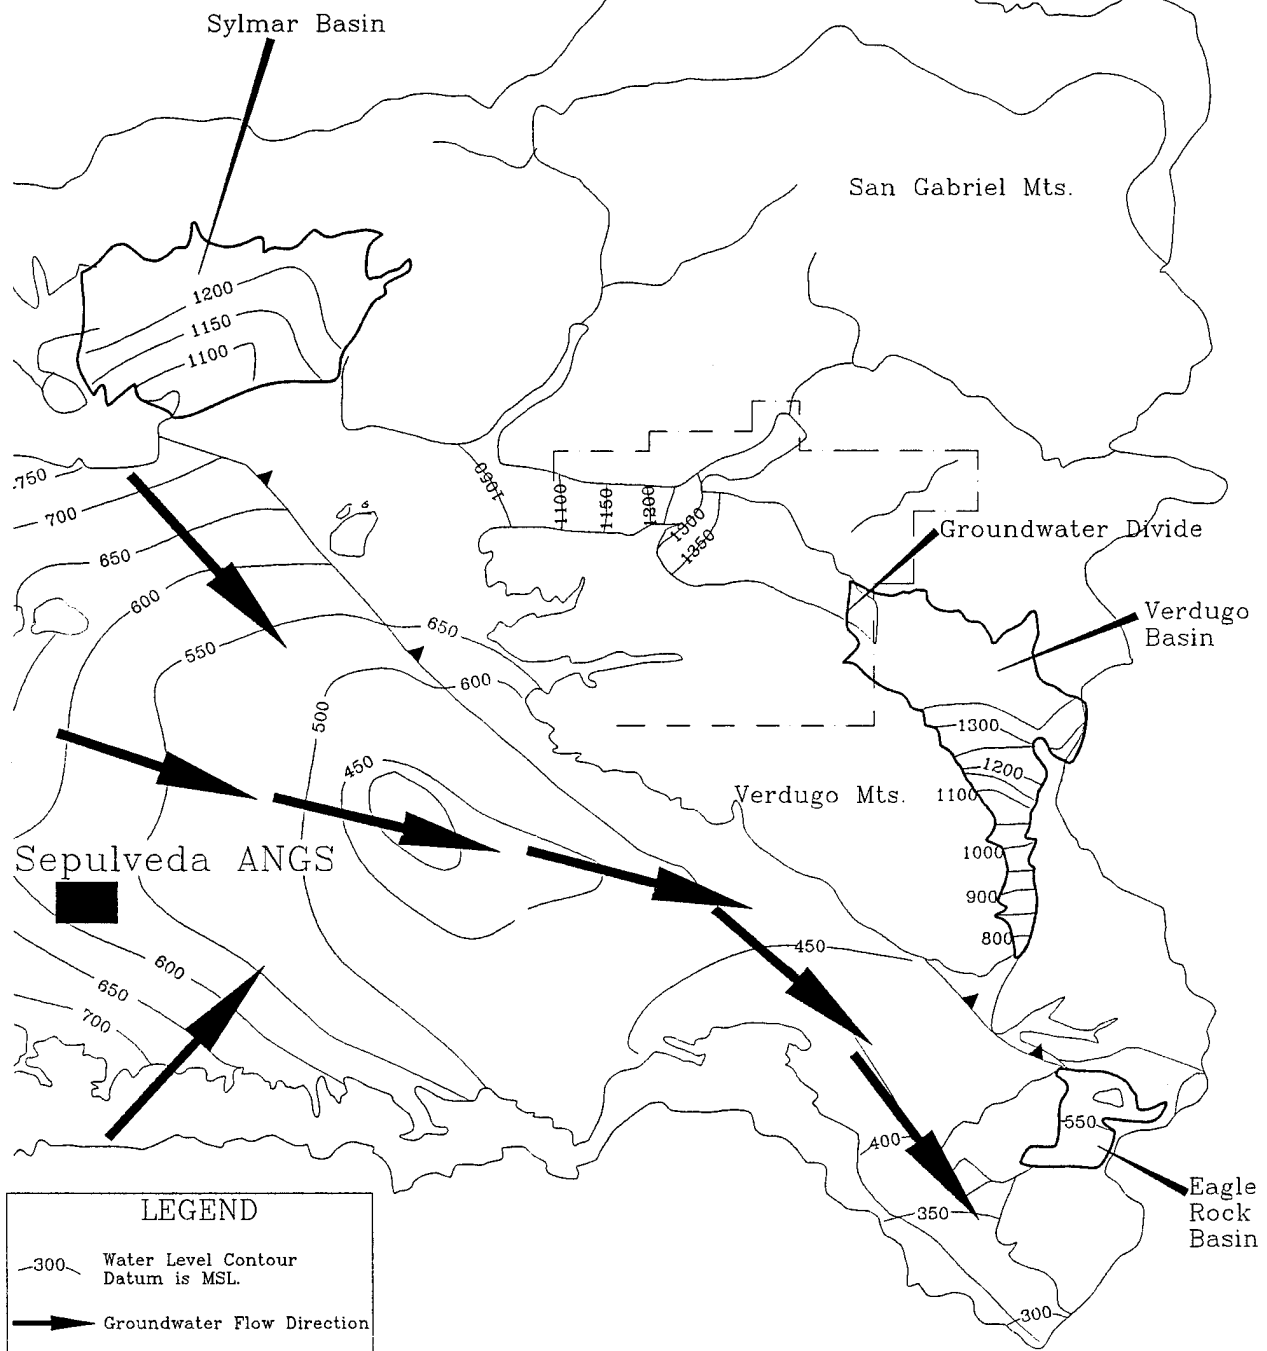 Sylmar Basin
San Gabriel Mts.
1200
1150
1100
750
700
650
600
550
1050
1100
1150
1200
1300
1350
Groundwater Divide
Verdugo
Basin
650
600
500
450
1300
1200
1100
1000
900
800
Verdugo Mts.
Sepulveda ANGS
600
650
700
450
400
350
300
550
Eagle
Rock
Basin
LEGEND
300
Water Level Contour
Datum is MSL.
Groundwater Flow Direction